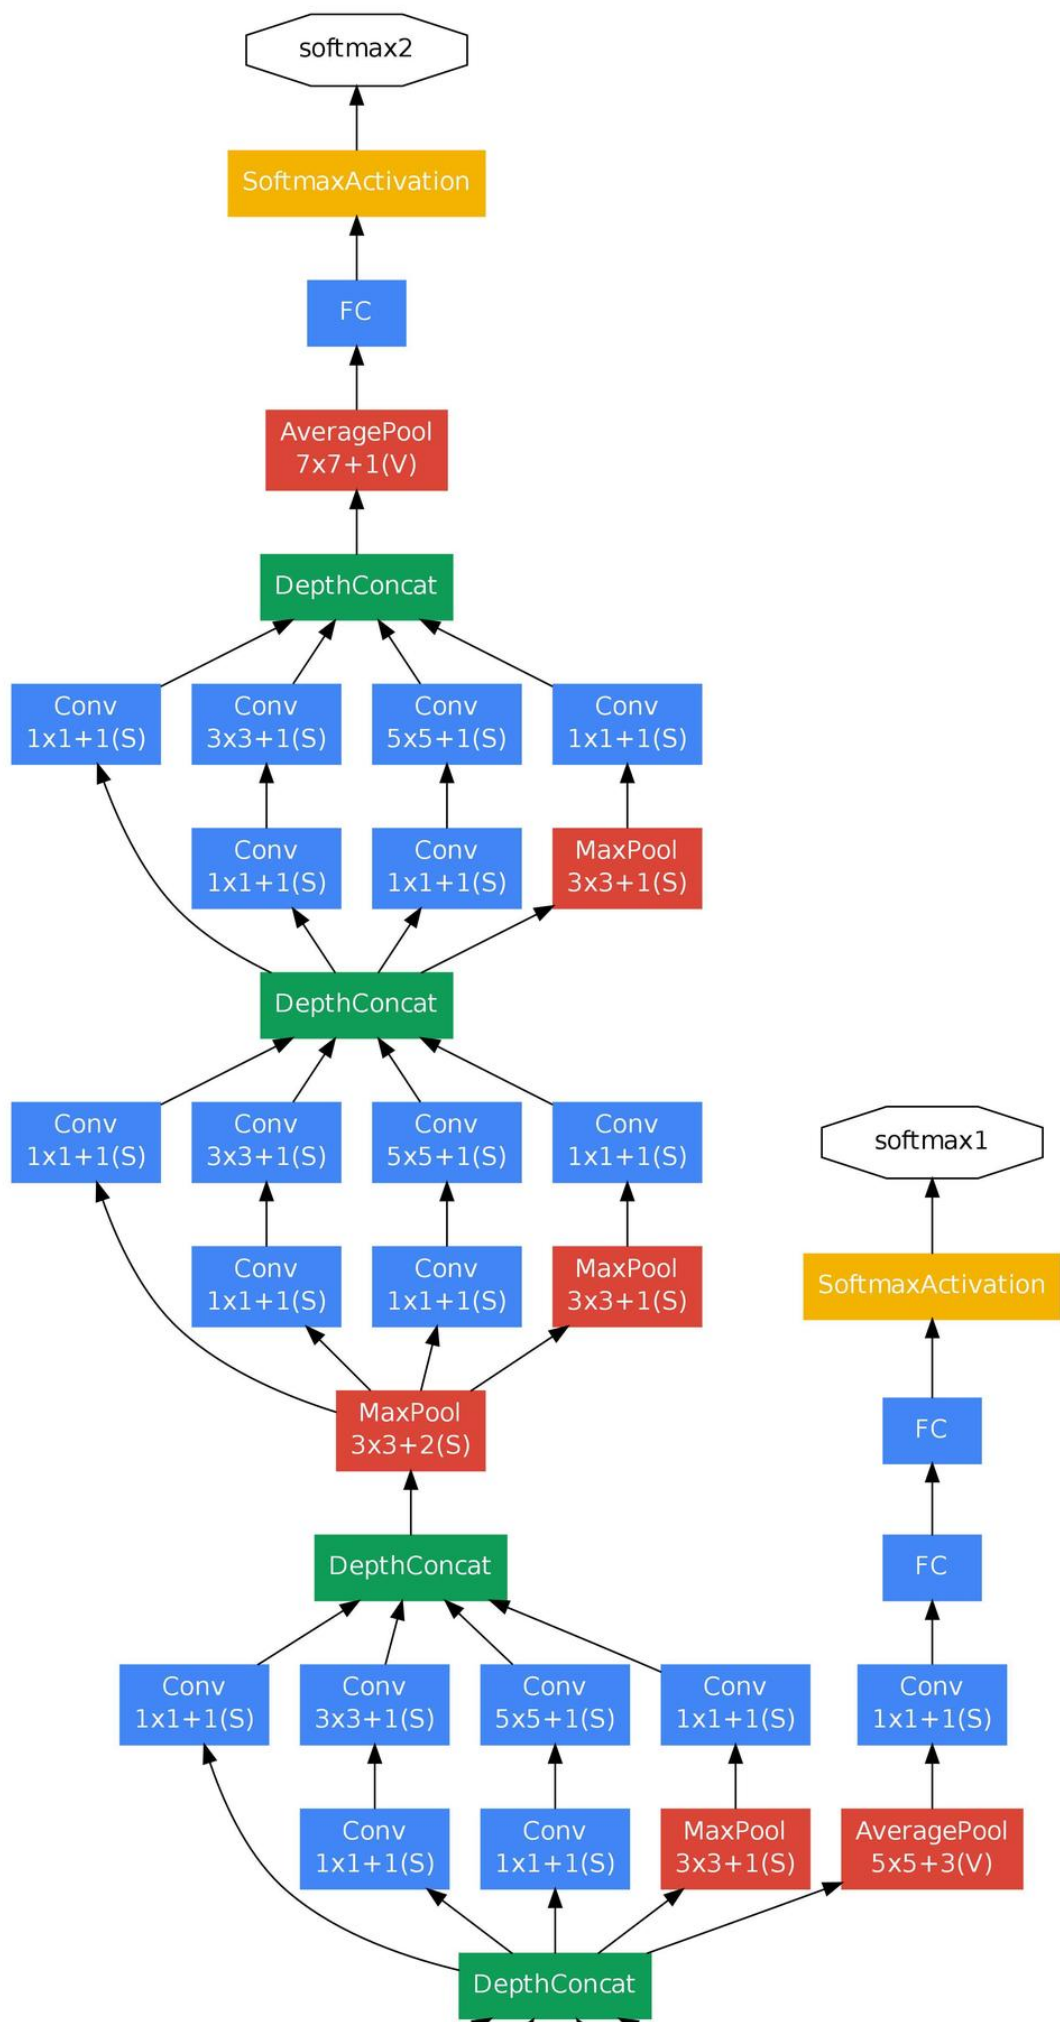 softmax2
SoftmaxActivation
FC
AveragePool
7x7+1(V)
DepthConcat
Conv
1x1+1(S)
Conv
3x3+1(S)
Conv
5x5+1(S)
Conv
1x1+1(S)
Conv
1x1+1(S)
Conv
1x1+1(S)
MaxPool
3x3+1(S)
DepthConcat
Conv
1x1+1(S)
Conv
3x3+1(S)
Conv
5x5+1(S)
Conv
1x1+1(S)
softmax1
Conv
1x1+1(S)
Conv
1x1+1(S)
MaxPool
3x3+1(S)
SoftmaxActivation
MaxPool
3x3+2(S)
FC
DepthConcat
FC
Conv
1x1+1(S)
Conv
3x3+1(S)
Conv
5x5+1(S)
Conv
1x1+1(S)
Conv
1x1+1(S)
Conv
1x1+1(S)
Conv
1x1+1(S)
MaxPool
3x3+1(S)
AveragePool
5x5+3(V)
DepthConcat